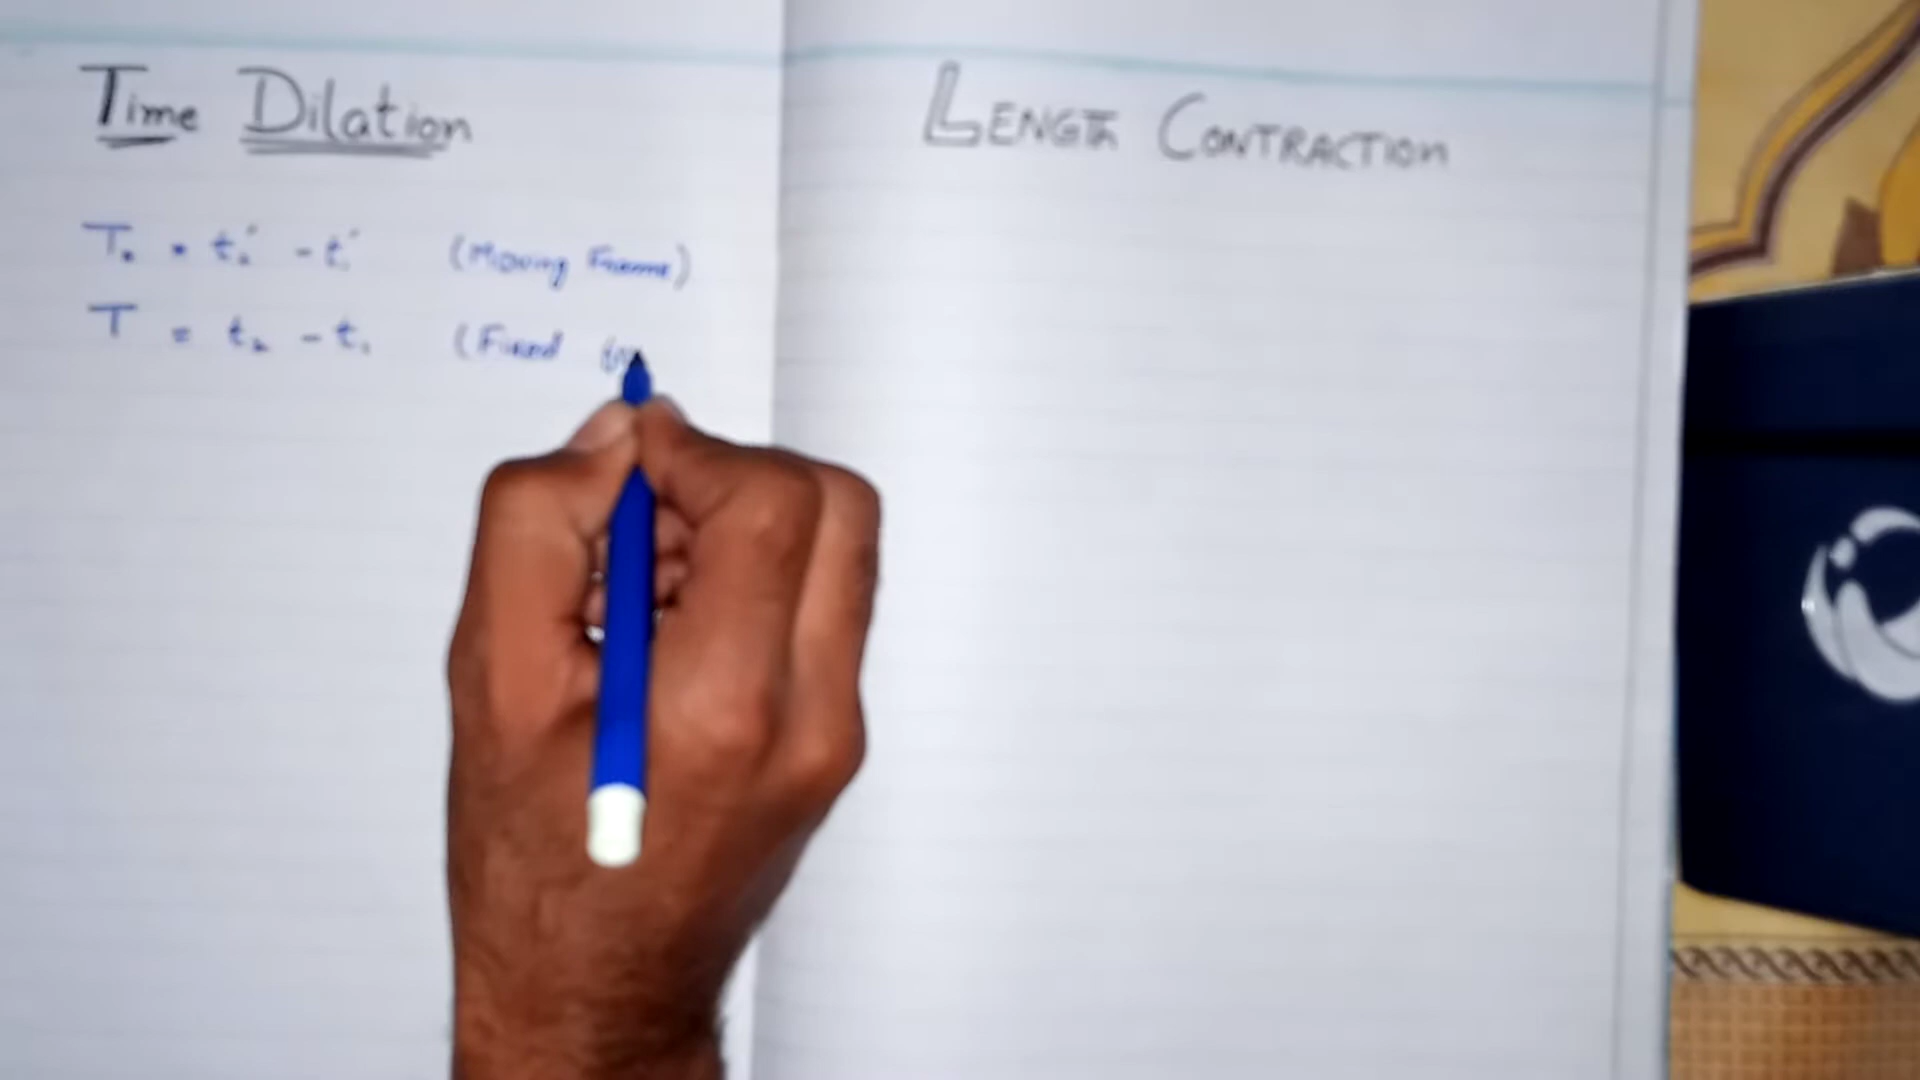 Time Dilation
T₀ = t₂′ - t₁′ (Moving Frame)
T = t₂ - t₁ (Fixed
LENGTH CONTRACTION